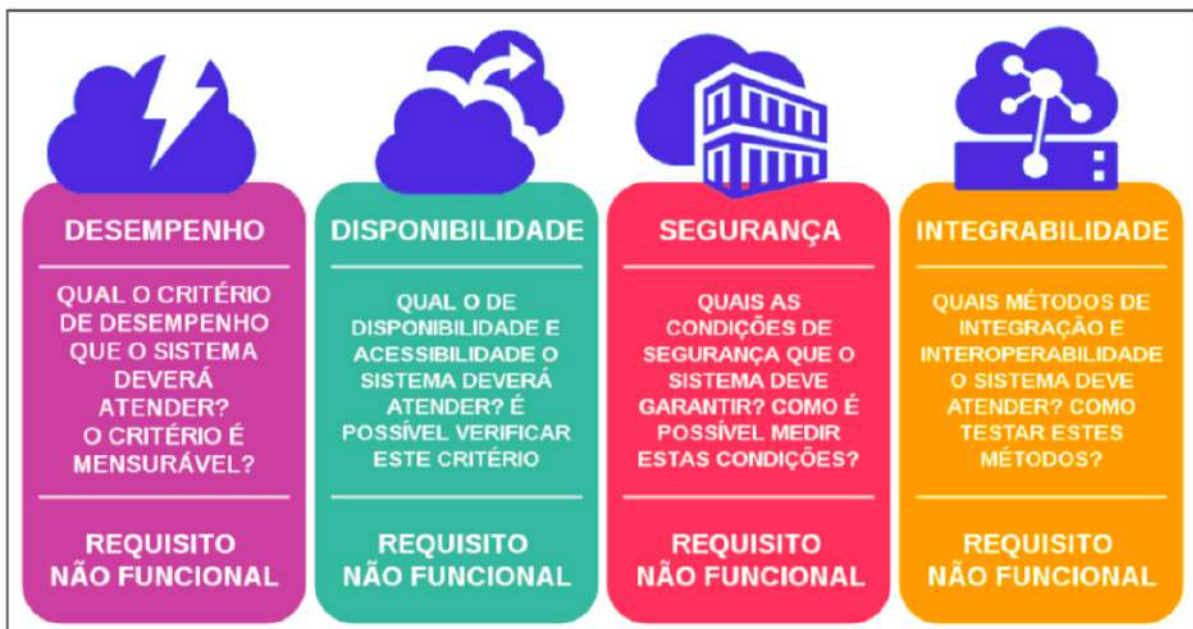 DESEMPENHO
QUAL O CRITÉRIO
DE DESEMPENHO
QUE O SISTEMA
DEVERÁ
ATENDER?
O CRITÉRIO É
MENSURÁVEL?
REQUISITO
NÃO FUNCIONAL
DISPONIBILIDADE
QUAL O DE
DISPONIBILIDADE E
ACESSIBILIDADE O
SISTEMA DEVERÁ
ATENDER? É
POSSÍVEL VERIFICAR
ESTE CRITÉRIO
REQUISITO
NÃO FUNCIONAL
SEGURANÇA
QUAIS AS
CONDIÇÕES DE
SEGURANÇA QUE O
SISTEMA DEVE
GARANTIR? COMO É
POSSÍVEL MEDIR
ESTAS CONDIÇÕES?
REQUISITO
NÃO FUNCIONAL
INTEGRABILIDADE
QUAIS MÉTODOS DE
INTEGRAÇÃO E
INTEROPERABILIDADE
O SISTEMA DEVE
ATENDER? COMO
TESTAR ESTES
MÉTODOS?
REQUISITO
NÃO FUNCIONAL